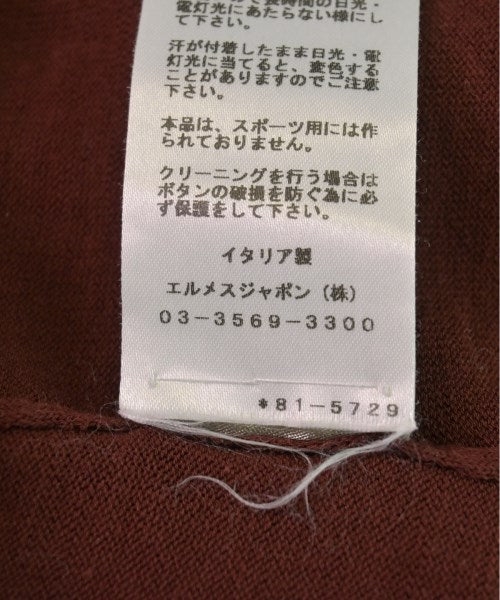 電灯光にあたらない様にし
て下さい。
汗が付着したまま日光・電
灯光に当てると、変色する
ことがありますのでご注意
下さい。
本品は、スポーツ用には作
られておりません。
クリーニングを行う場合は
ボタンの破損を防ぐ為に必
ず保護をして下さい。
イタリア製
エルメスジャポン（株）
03-3569-3300
*81-5729